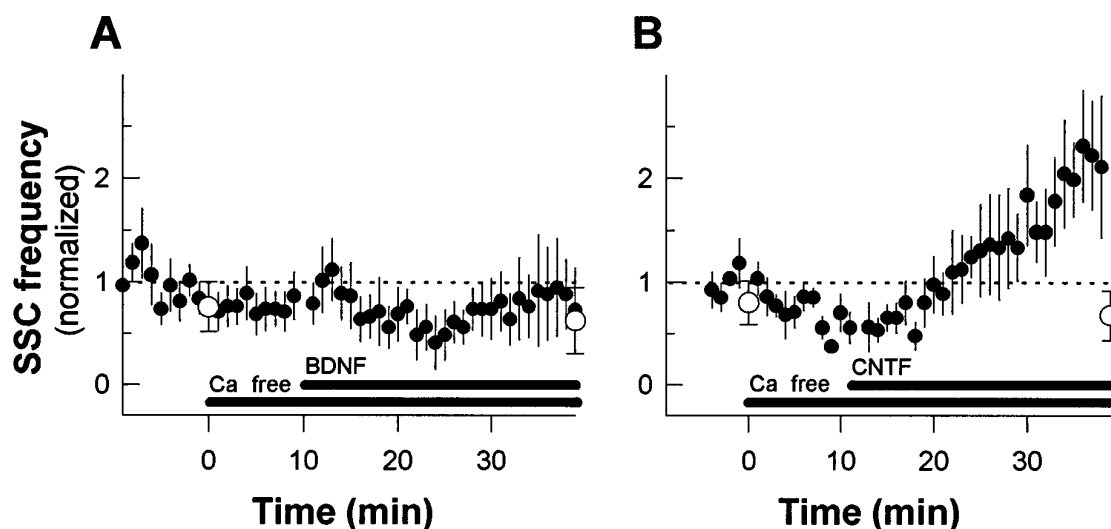 A
B
SSC frequency
(normalized)
2
1
0
BDNF
Ca free
0
10
20
30
Time (min)
2
1
0
CNTF
Ca free
0
10
20
30
Time (min)